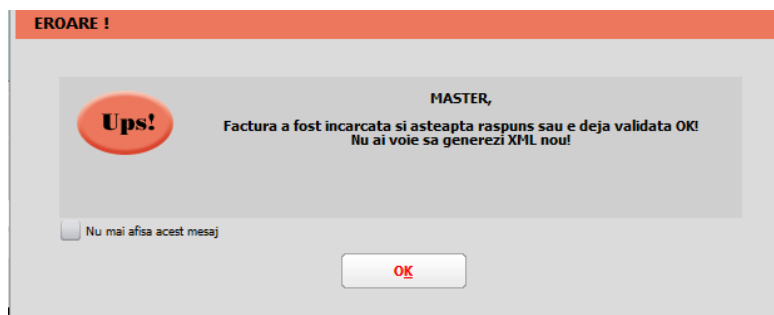 EROARE !
MASTER,
Ups!
Factura a fost incarcata si asteapta raspuns sau e deja validata OK!
Nu ai voie sa generezi XML nou!
Nu mai afisa acest mesaj
OK